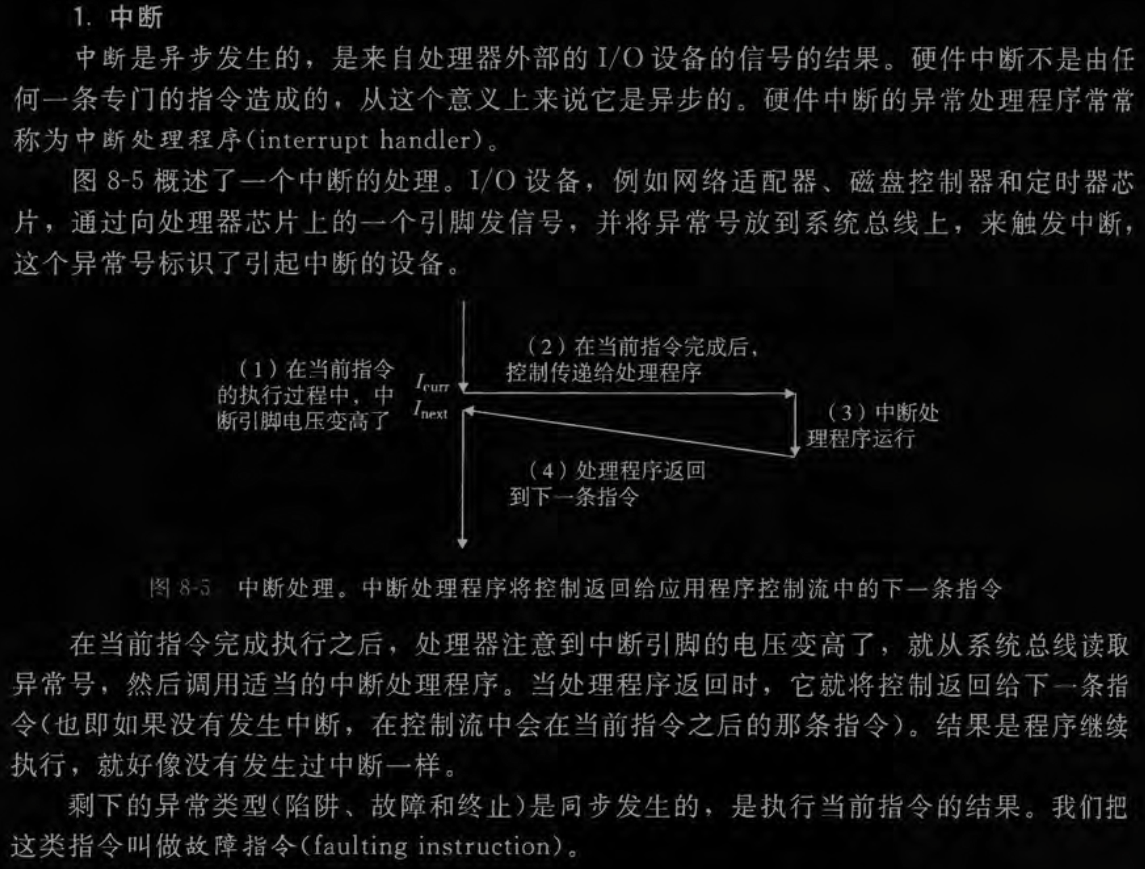 1. 中断
中断是异步发生的，是来自处理器外部的 I/O 设备的信号的结果。硬件中断不是由任
何一条专门的指令造成的，从这个意义上来说它是异步的。硬件中断的异常处理程序常常
称为中断处理程序(interrupt handler)。
图 8-5 概述了一个中断的处理。I/O 设备，例如网络适配器、磁盘控制器和定时器芯
片，通过向处理器芯片上的一个引脚发信号，并将异常号放到系统总线上，来触发中断，
这个异常号标识了引起中断的设备。
（1）在当前指令
的执行过程中，中
断引脚电压变高了
Icurr
Inext
（2）在当前指令完成后，
控制传递给处理程序
（3）中断处
理程序运行
（4）处理程序返回
到下一条指令
图 8-5 中断处理。中断处理程序将控制返回给应用程序控制流中的下一条指令
在当前指令完成执行之后，处理器注意到中断引脚的电压变高了，就从系统总线读取
异常号，然后调用适当的中断处理程序。当处理程序返回时，它就将控制返回给下一条指
令(也即如果没有发生中断，在控制流中会在当前指令之后的那条指令)。结果是程序继续
执行，就好像没有发生过中断一样。
剩下的异常类型(陷阱、故障和终止)是同步发生的，是执行当前指令的结果。我们把
这类指令叫做故障指令(faulting instruction)。